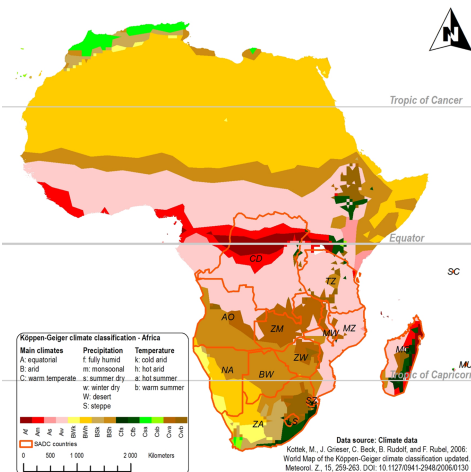 N
Tropic of Cancer
Equator
SC
CD
TZ
AO
ZM
MW
MZ
ZW
NA
BW
MU
Tropic of Capricorn
ZA
Köppen-Geiger climate classification - Africa
Main climates
A: equatorial
B: arid
C: warm temperate
Precipitation
f: fully humid
m: monsoonal
s: summer dry
w: winter dry
W: desert
S: steppe
Temperature
k: cold arid
h: hot arid
a: hot summer
b: warm summer
Af Am As Aw BWk BWh BSk BSh Cfa Cfb Csa Csb Cwa Cwb
SADC countries
0 500 1 000 2 000 Kilometers
Data source: Climate data
Kottek, M., J. Grieser, C. Beck, B. Rudolf, and F. Rubel, 2006:
World Map of the Köppen-Geiger climate classification updated.
Meteorol. Z., 15, 259-263. DOI: 10.1127/0941-2948/2006/0130